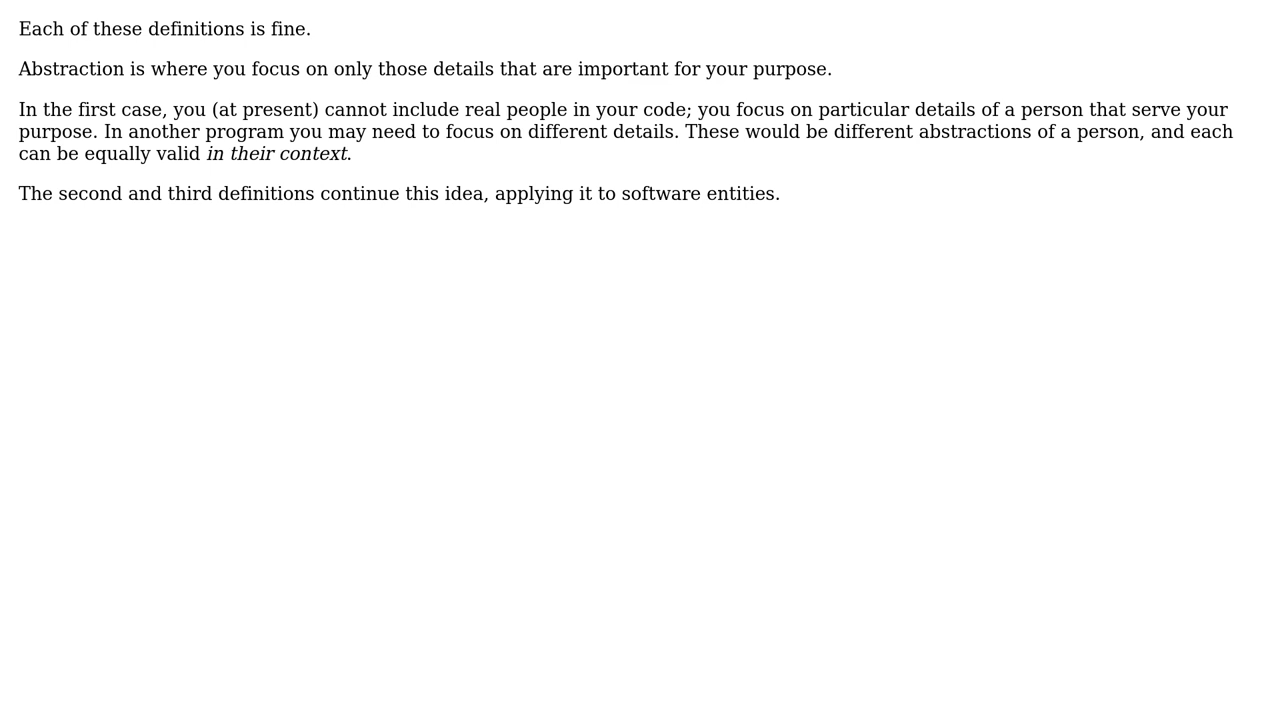 Each of these definitions is fine.
Abstraction is where you focus on only those details that are important for your purpose.
In the first case, you (at present) cannot include real people in your code; you focus on particular details of a person that serve your
purpose. In another program you may need to focus on different details. These would be different abstractions of a person, and each
can be equally valid in their context.
The second and third definitions continue this idea, applying it to software entities.